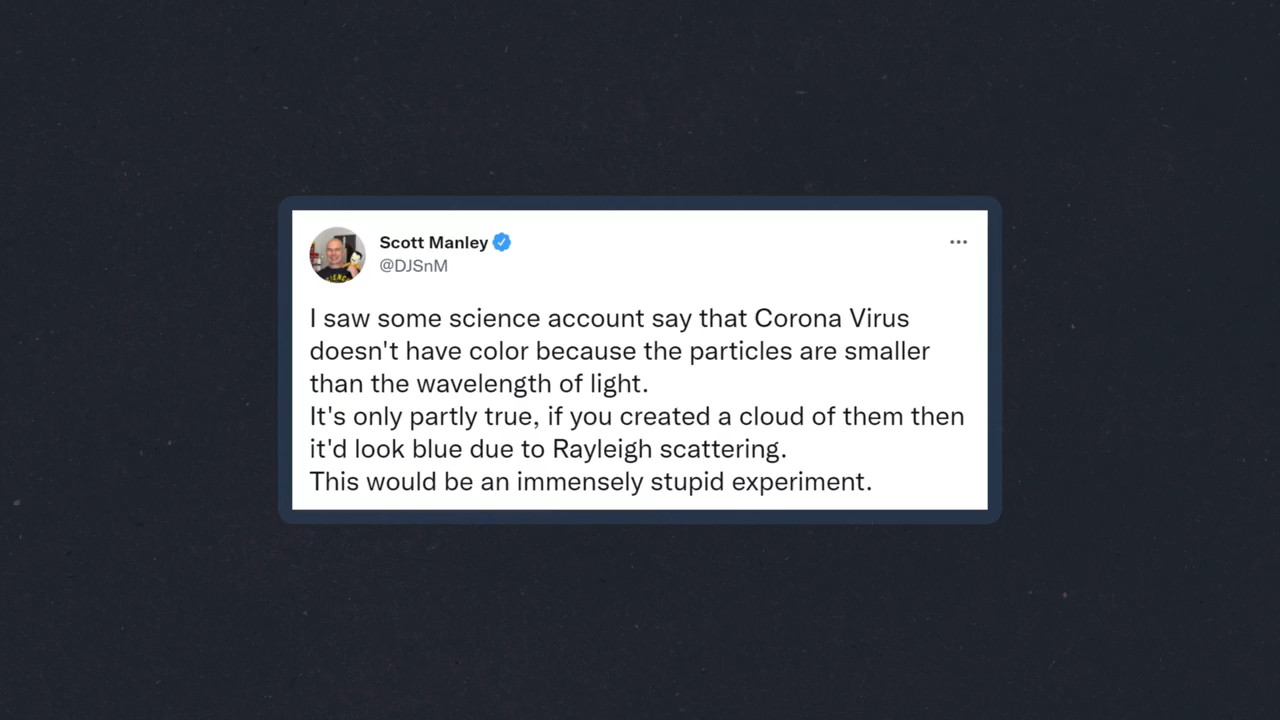 Scott Manley
@DJSnM
I saw some science account say that Corona Virus
doesn't have color because the particles are smaller
than the wavelength of light.
It's only partly true, if you created a cloud of them then
it'd look blue due to Rayleigh scattering.
This would be an immensely stupid experiment.